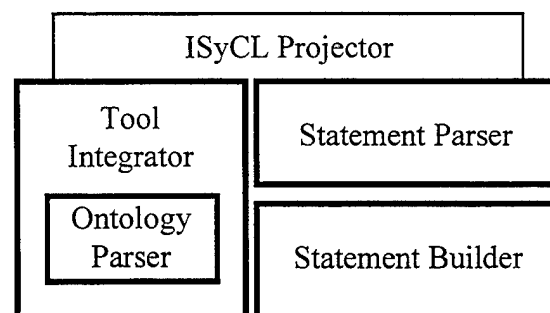 ISyCL Projector
Tool
Integrator
Ontology
Parser
Statement Parser
Statement Builder